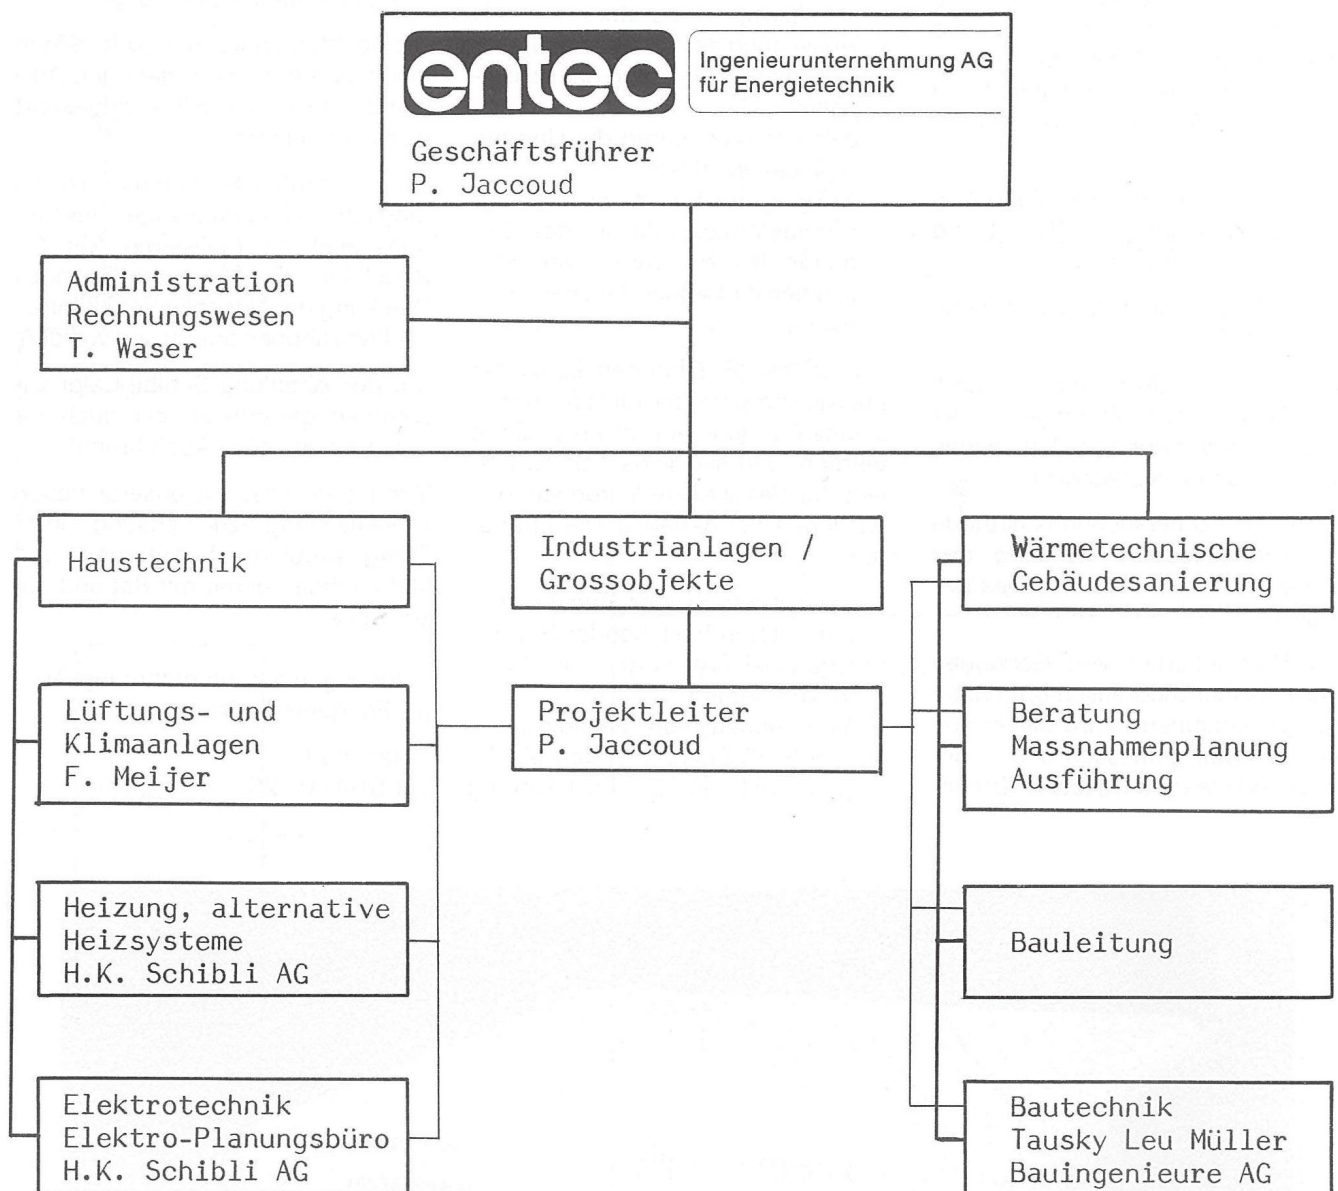 entec
Ingenieurunternehmung AG
für Energietechnik
Geschäftsführer
P. Jaccoud
Administration
Rechnungswesen
T. Waser
Haustechnik
Industrianlagen /
Grossobjekte
Wärmetechnische
Gebäudesanierung
Lüftungs- und
Klimaanlagen
F. Meijer
Projektleiter
P. Jaccoud
Beratung
Massnahmenplanung
Ausführung
Heizung, alternative
Heizsysteme
H.K. Schibli AG
Bauleitung
Elektrotechnik
Elektro-Planungsbüro
H.K. Schibli AG
Bautechnik
Tausky Leu Müller
Bauingenieure AG